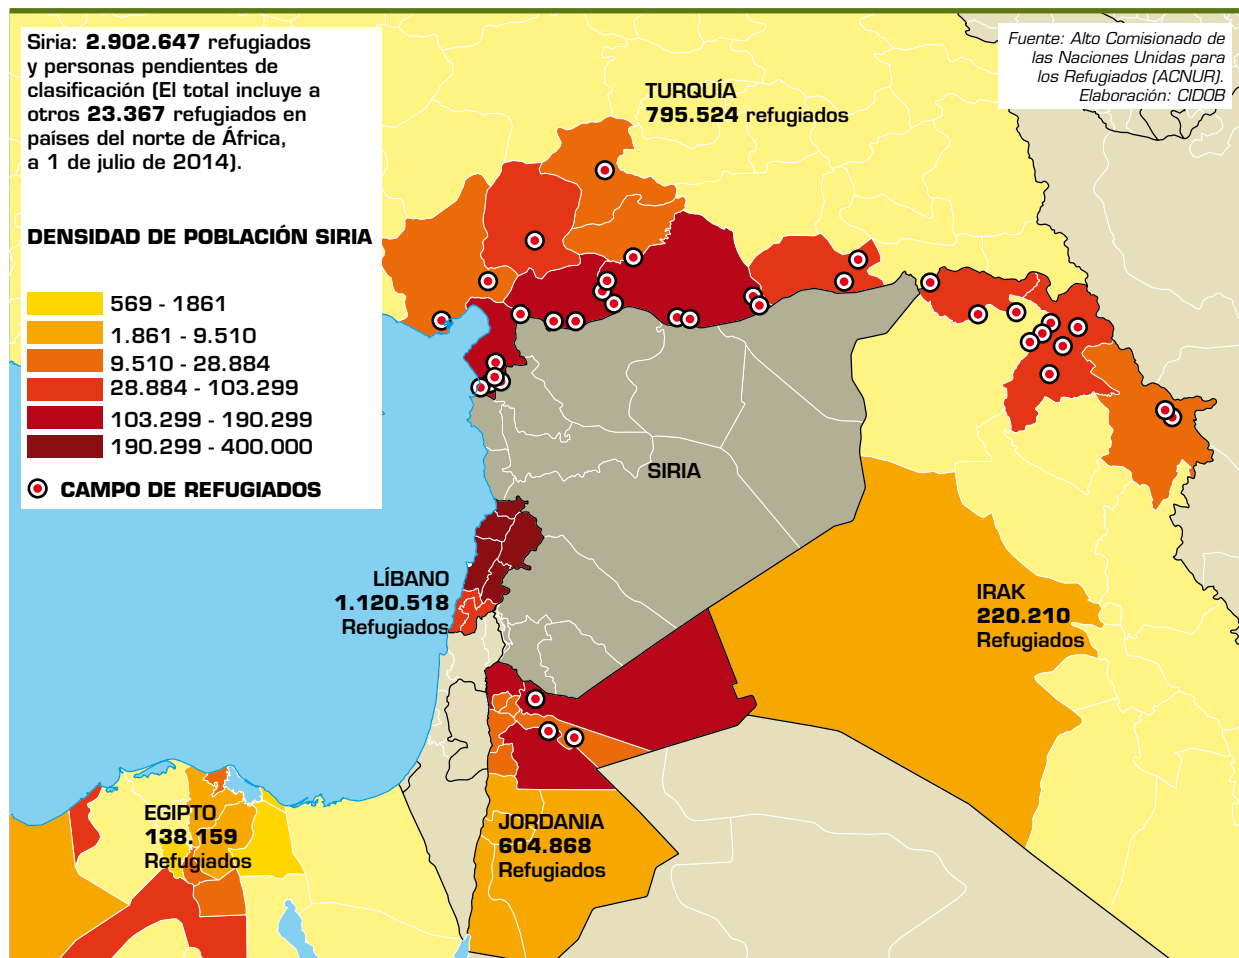 Siria: 2.902.647 refugiados
y personas pendientes de
clasificación (El total incluye a
otros 23.367 refugiados en
países del norte de África,
a 1 de julio de 2014).
Fuente: Alto Comisionado de
las Naciones Unidas para
los Refugiados (ACNUR).
Elaboración: CIDOB
TURQUÍA
795.524 refugiados
DENSIDAD DE POBLACIÓN SIRIA
569 - 1861
1.861 - 9.510
9.510 - 28.884
28.884 - 103.299
103.299 - 190.299
190.299 - 400.000
CAMPO DE REFUGIADOS
SIRIA
LÍBANO
1.120.518
Refugiados
IRAK
220.210
Refugiados
EGIPTO
138.159
Refugiados
JORDANIA
604.868
Refugiados